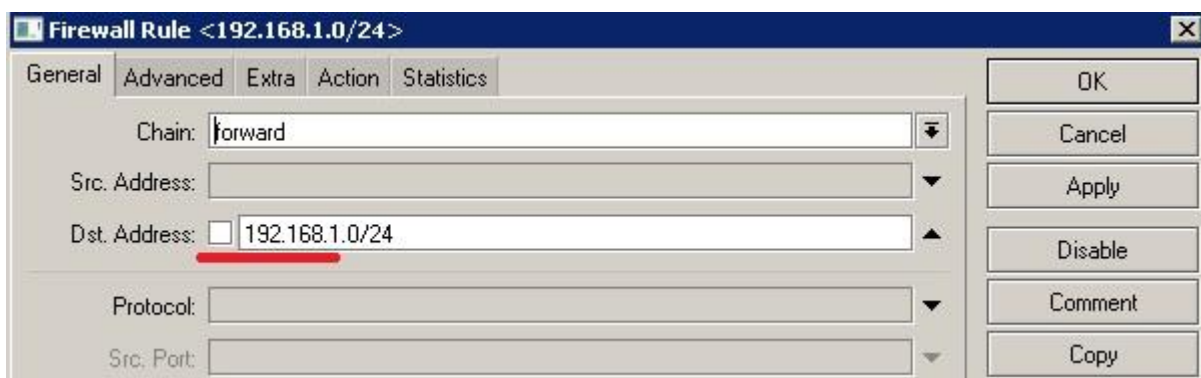 Firewall Rule <192.168.1.0/24>
General Advanced Extra Action Statistics
OK
Chain: forward
Cancel
Src. Address:
Apply
Dst. Address: 192.168.1.0/24
Disable
Protocol:
Comment
Src. Port:
Copy